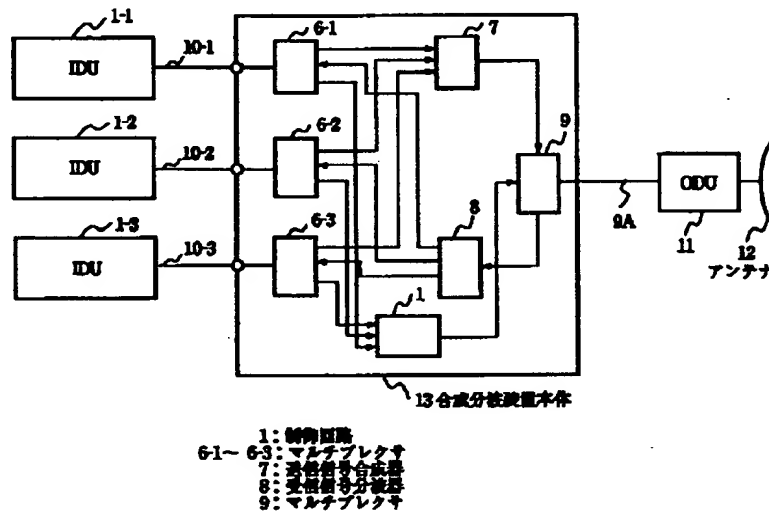 1-1
IDU
10-1
1-2
IDU
10-2
1-3
IDU
10-3
6-1
6-2
6-3
7
8
1
9
9A
ODU
11
12
アンテナ
13 合成分波装置本体
1：制御回路
6-1～6-3：マルチプレクサ
7：送信信号合成器
8：受信信号分波器
9：マルチプレクサ